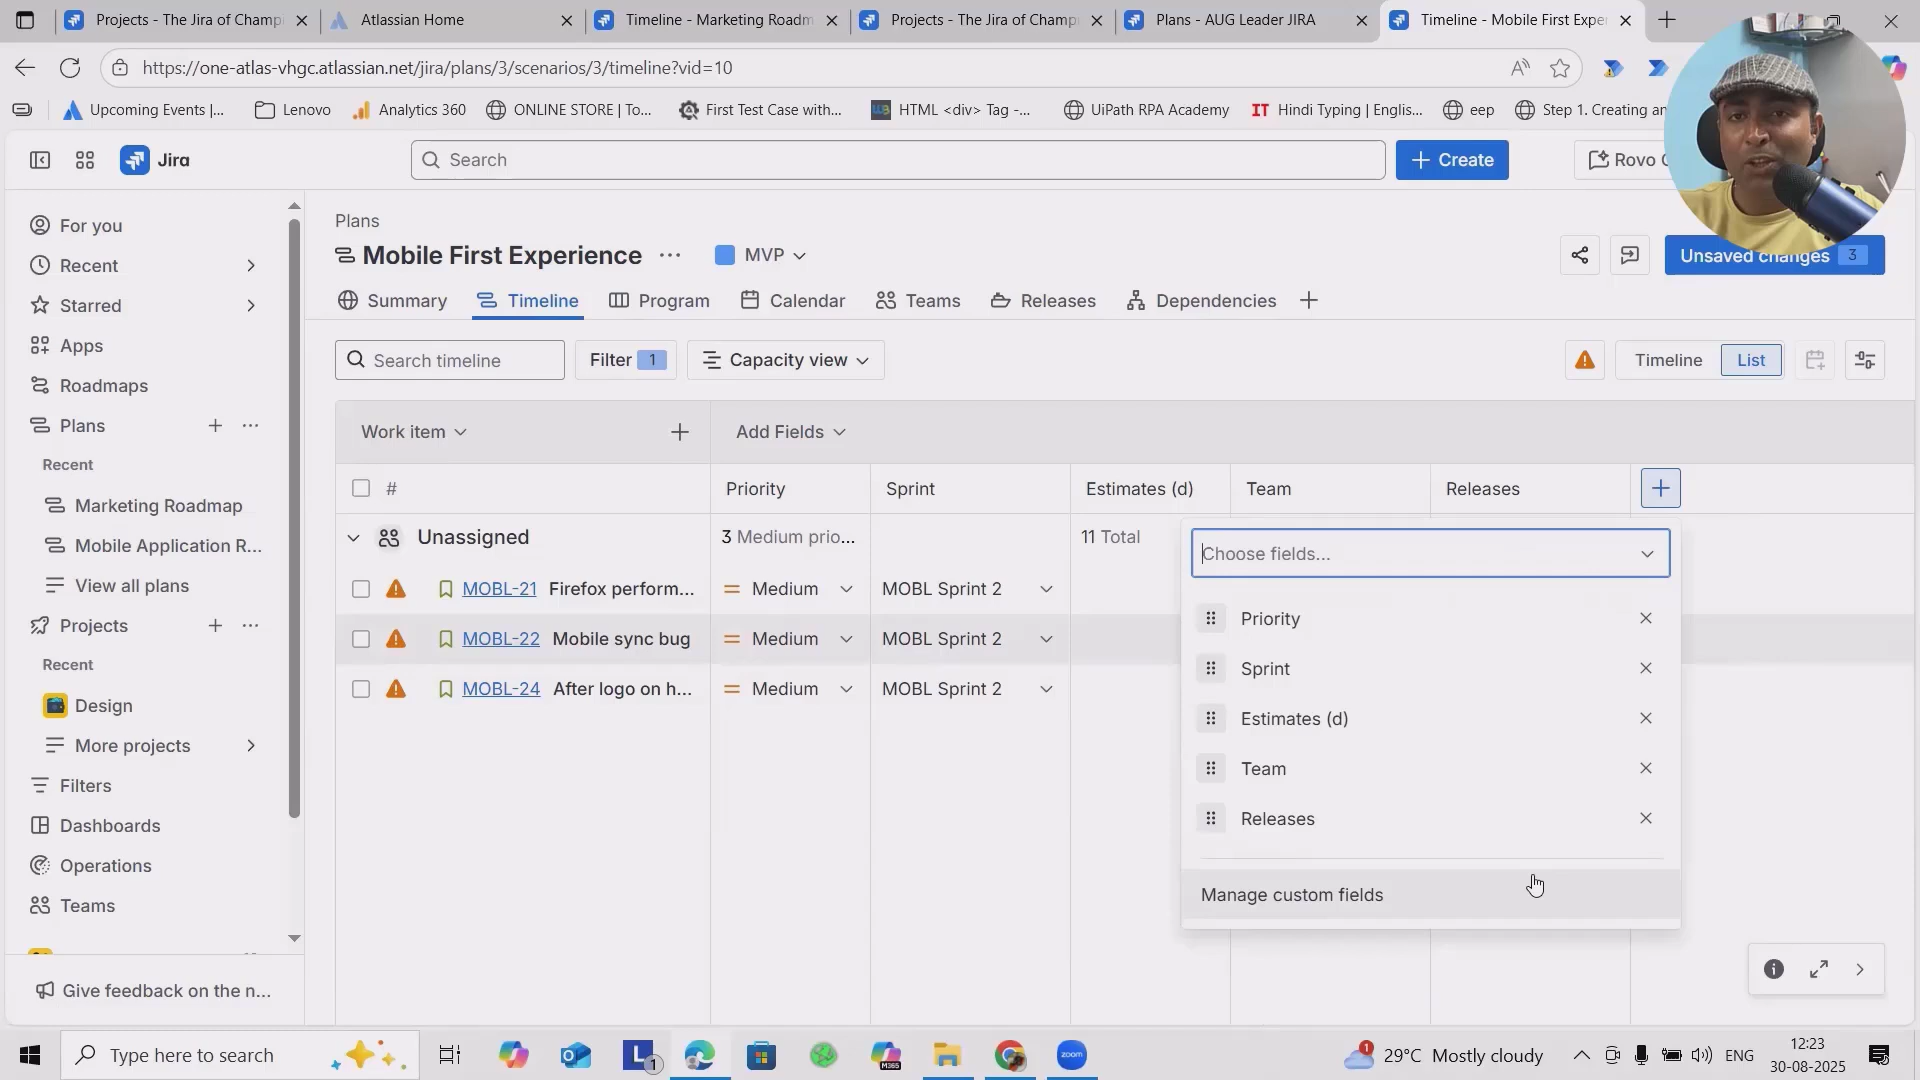 Projects - The Jira of Champ
Atlassian Home
Timeline - Marketing Roadm
Projects - The Jira of Champ
Plans - AUG Leader JIRA
Timeline - Mobile First Expe
https://one-atlas-vhgc.atlassian.net/jira/plans/3/scenarios/3/timeline?vid=10
Upcoming Events |...
Lenovo
Analytics 360
ONLINE STORE | To...
First Test Case with...
HTML <div> Tag -...
UiPath RPA Academy
IT Hindi Typing | Englis...
eep
Step 1. Creating an
Jira
Search
Create
Rovo
For you
Recent
Starred
Apps
Roadmaps
Plans
Recent
Marketing Roadmap
Mobile Application R...
View all plans
Projects
Recent
Design
More projects
Filters
Dashboards
Operations
Teams
Give feedback on the n...
Plans
Mobile First Experience
MVP
Unsaved changes 3
Summary
Timeline
Program
Calendar
Teams
Releases
Dependencies
Search timeline
Filter 1
Capacity view
Timeline
List
Work item
Add Fields
#
Priority
Sprint
Estimates (d)
Team
Releases
Unassigned
3 Medium prio...
11 Total
MOBL-21 Firefox perform...
Medium
MOBL Sprint 2
MOBL-22 Mobile sync bug
Medium
MOBL Sprint 2
MOBL-24 After logo on h...
Medium
MOBL Sprint 2
Choose fields...
Priority
Sprint
Estimates (d)
Team
Releases
Manage custom fields
Type here to search
L 1
M365
zoom
1
29°C Mostly cloudy
ENG
12:23
30-08-2025